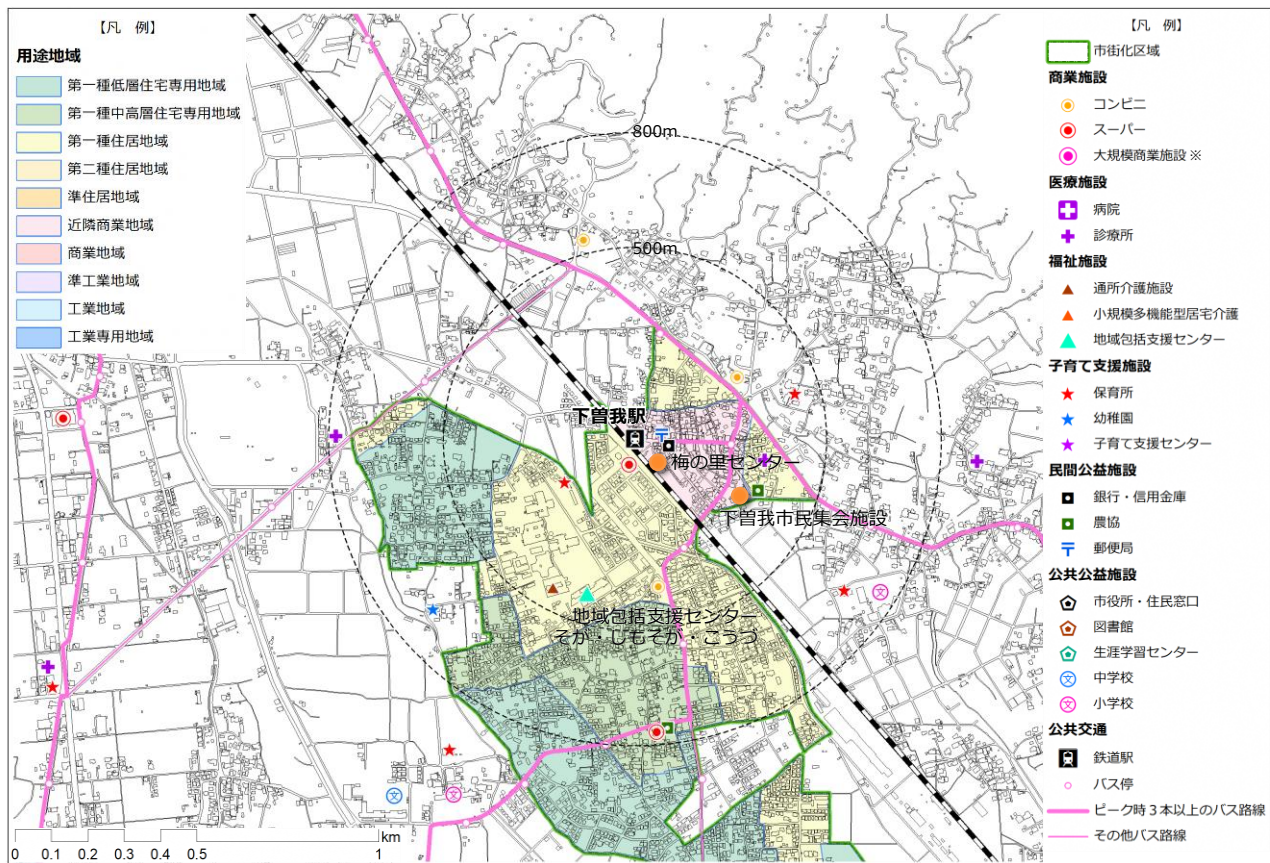 【凡　例】
用途地域
第一種低層住宅専用地域
第一種中高層住宅専用地域
第一種住居地域
第二種住居地域
準住居地域
近隣商業地域
商業地域
準工業地域
工業地域
工業専用地域
800m
500m
下曽我駅
梅の里センター
下曽我市民集会施設
地域包括支援センター
そが・しもそが・こうづ
km
0 0.1 0.2 0.3 0.4 0.5 1
【凡　例】
市街化区域
商業施設
コンビニ
スーパー
大規模商業施設 ※
医療施設
病院
診療所
福祉施設
通所介護施設
小規模多機能型居宅介護
地域包括支援センター
子育て支援施設
保育所
幼稚園
子育て支援センター
民間公益施設
銀行・信用金庫
農協
郵便局
公共公益施設
市役所・住民窓口
図書館
生涯学習センター
中学校
小学校
公共交通
鉄道駅
バス停
ピーク時３本以上のバス路線
その他バス路線